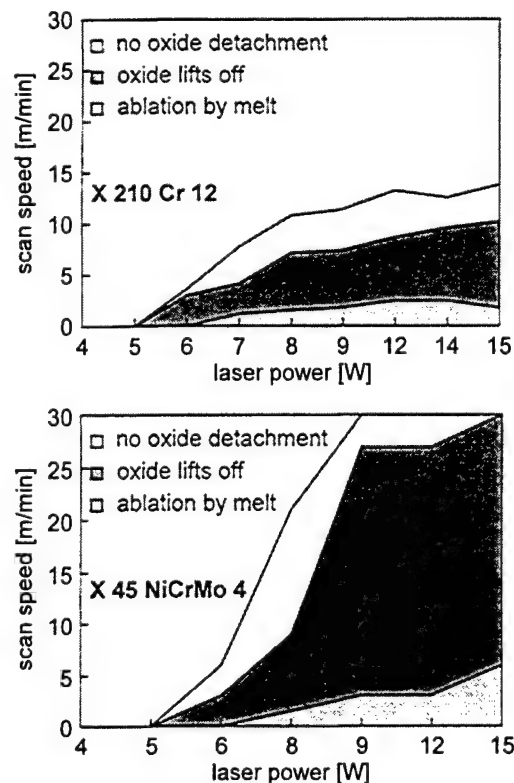 30
25
20
15
10
5
0
scan speed [m/min]
no oxide detachment
oxide lifts off
ablation by melt
X 210 Cr 12
4 5 6 7 8 9 12 14 15
laser power [W]
30
25
20
15
10
5
0
scan speed [m/min]
no oxide detachment
oxide lifts off
ablation by melt
X 45 NiCrMo 4
4 5 6 8 9 12 15
laser power [W]